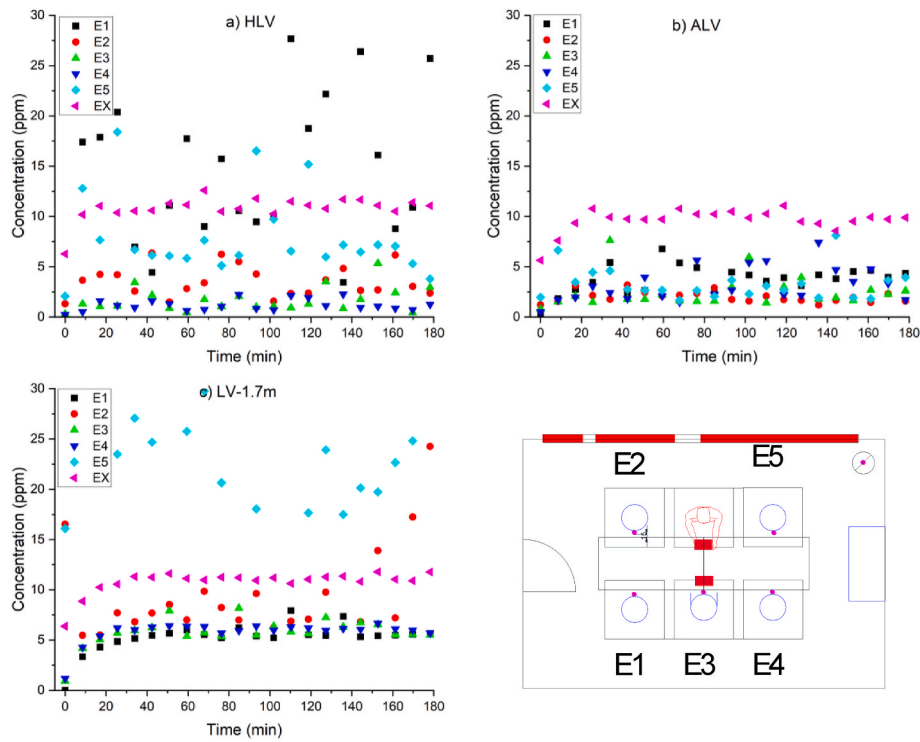 a) HLV
E1
E2
E3
E4
E5
EX
Concentration (ppm)
30
25
20
15
10
5
0
0 20 40 60 80 100 120 140 160 180
Time (min)
b) ALV
E1
E2
E3
E4
E5
EX
Concentration (ppm)
30
25
20
15
10
5
0
0 20 40 60 80 100 120 140 160 180
Time (min)
c) LV-1.7m
E1
E2
E3
E4
E5
EX
Concentration (ppm)
30
25
20
15
10
5
0
0 20 40 60 80 100 120 140 160 180
Time (min)
E2 E5
E1 E3 E4